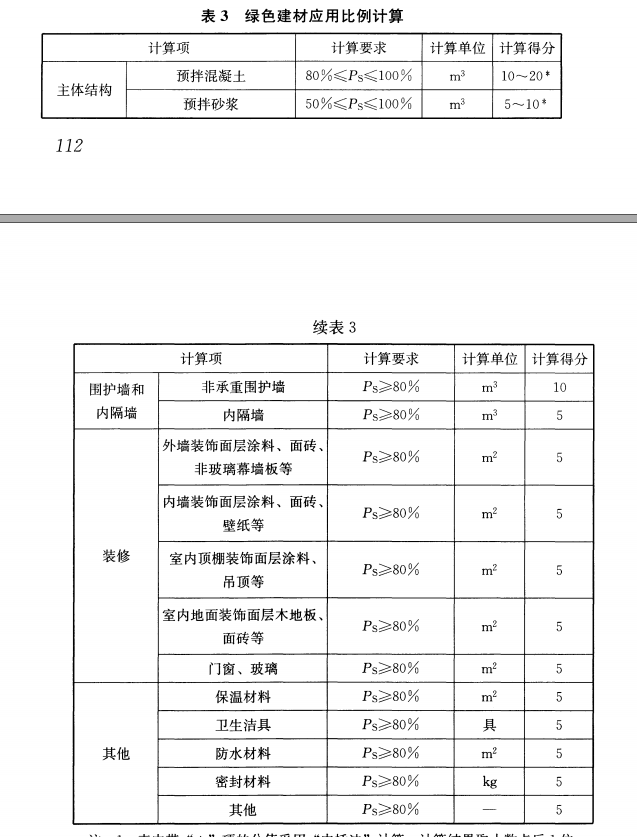 表 3 绿色建材应用比例计算
计算项 计算要求 计算单位 计算得分
主体结构 预拌混凝土 80%≤PS≤100% m³ 10～20*
预拌砂浆 50%≤PS≤100% m³ 5～10*
112
续表 3
计算项 计算要求 计算单位 计算得分
围护墙和
内隔墙
非承重围护墙 PS≥80% m³ 10
内隔墙 PS≥80% m³ 5
装修
外墙装饰面层涂料、面砖、
非玻璃幕墙板等 PS≥80% m² 5
内墙装饰面层涂料、面砖、
壁纸等 PS≥80% m² 5
室内顶棚装饰面层涂料、
吊顶等 PS≥80% m² 5
室内地面装饰面层木地板、
面砖等 PS≥80% m² 5
门窗、玻璃 PS≥80% m² 5
其他
保温材料 PS≥80% m² 5
卫生洁具 PS≥80% 具 5
防水材料 PS≥80% m² 5
密封材料 PS≥80% kg 5
其他 PS≥80% — 5